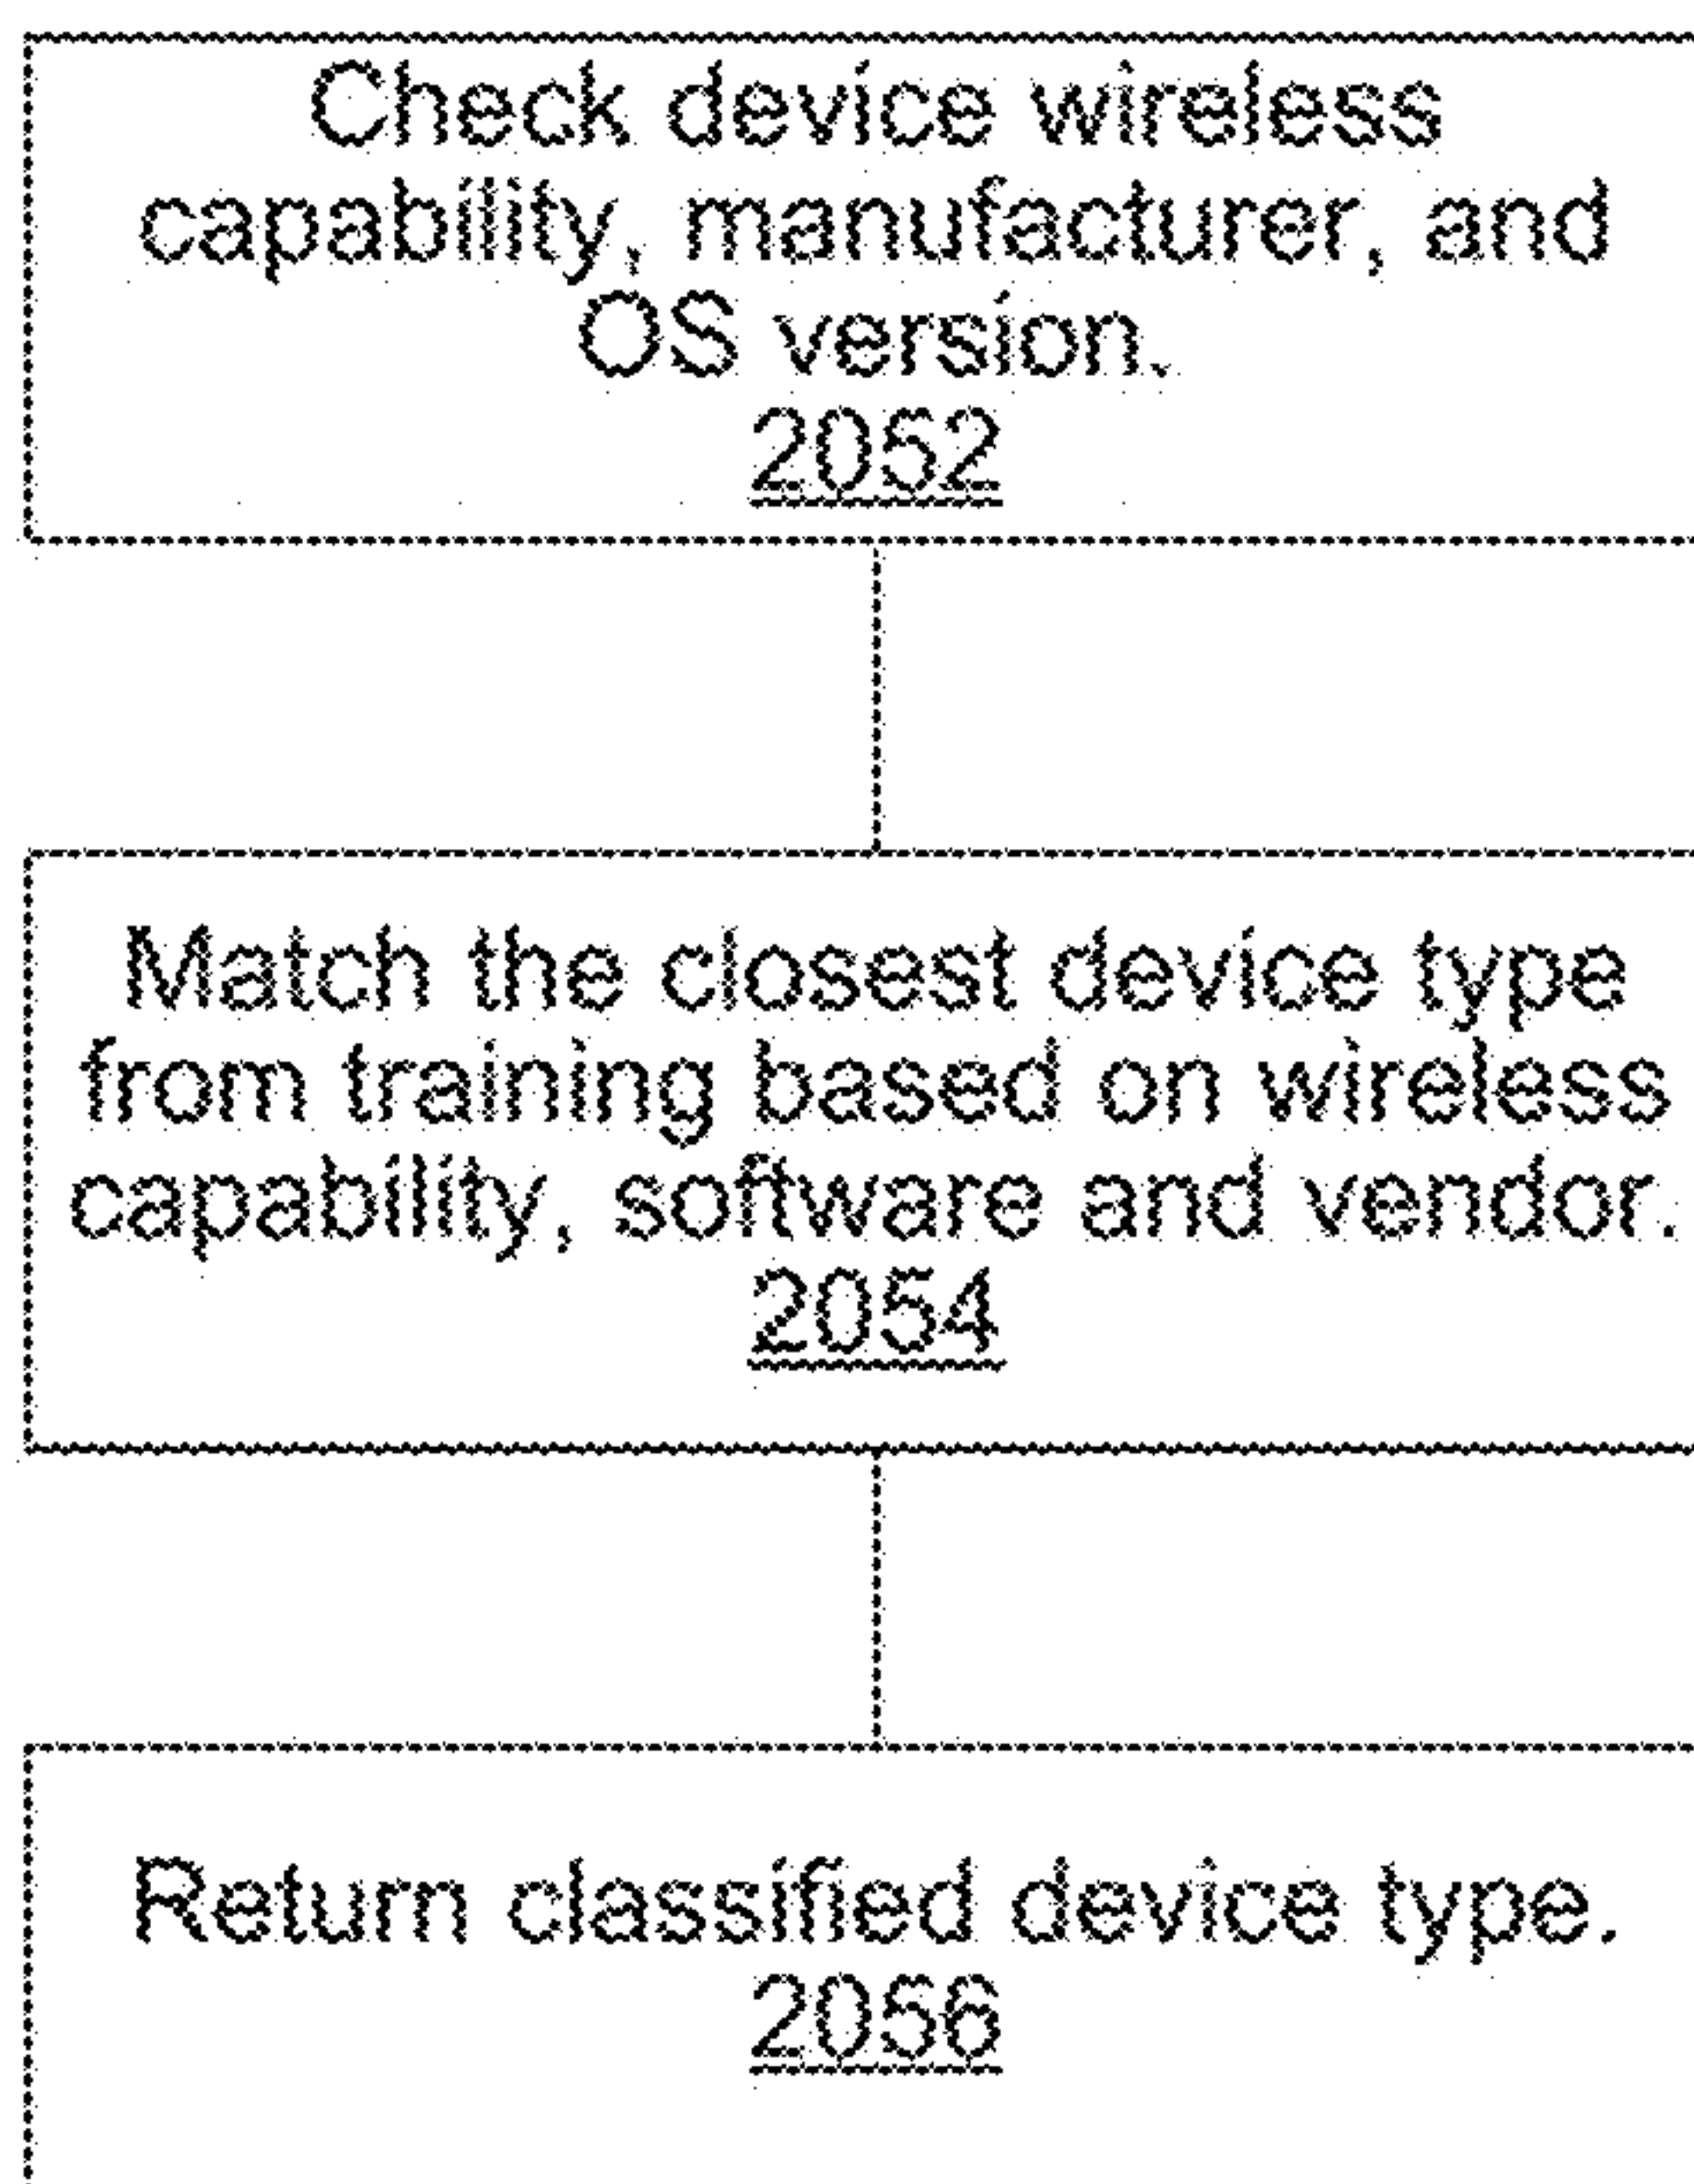 Check device wireless
capability, manufacturer, and
OS version.
2052
Match the closest device type
from training based on wireless
capability, software and vendor.
2054
Return classified device type.
2056